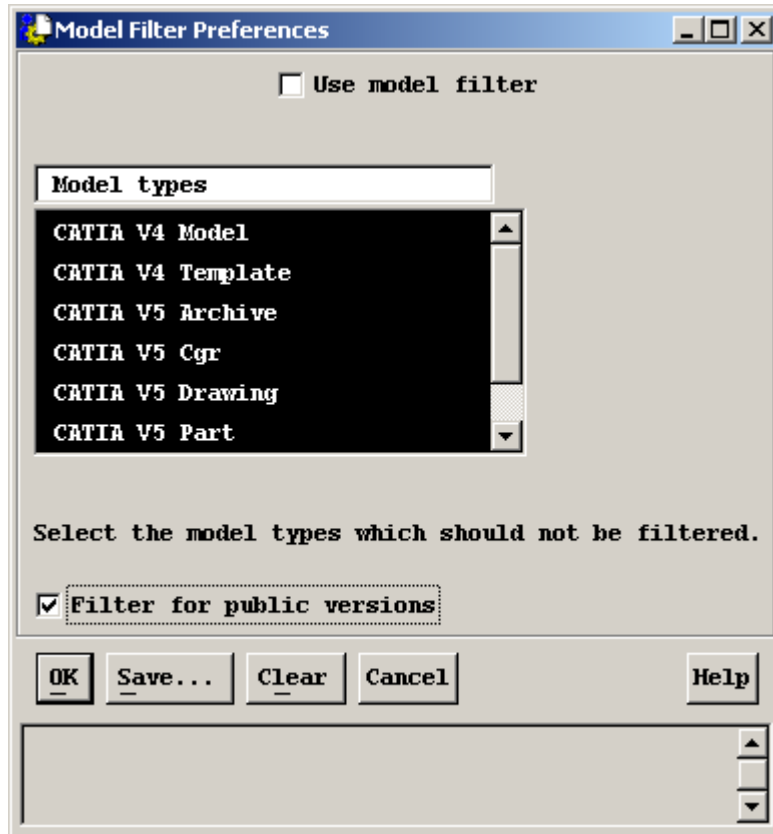 Model Filter Preferences
Use model filter
Model types
CATIA V4 Model
CATIA V4 Template
CATIA V5 Archive
CATIA V5 Cgr
CATIA V5 Drawing
CATIA V5 Part
Select the model types which should not be filtered.
Filter for public versions
OK Save... Clear Cancel Help